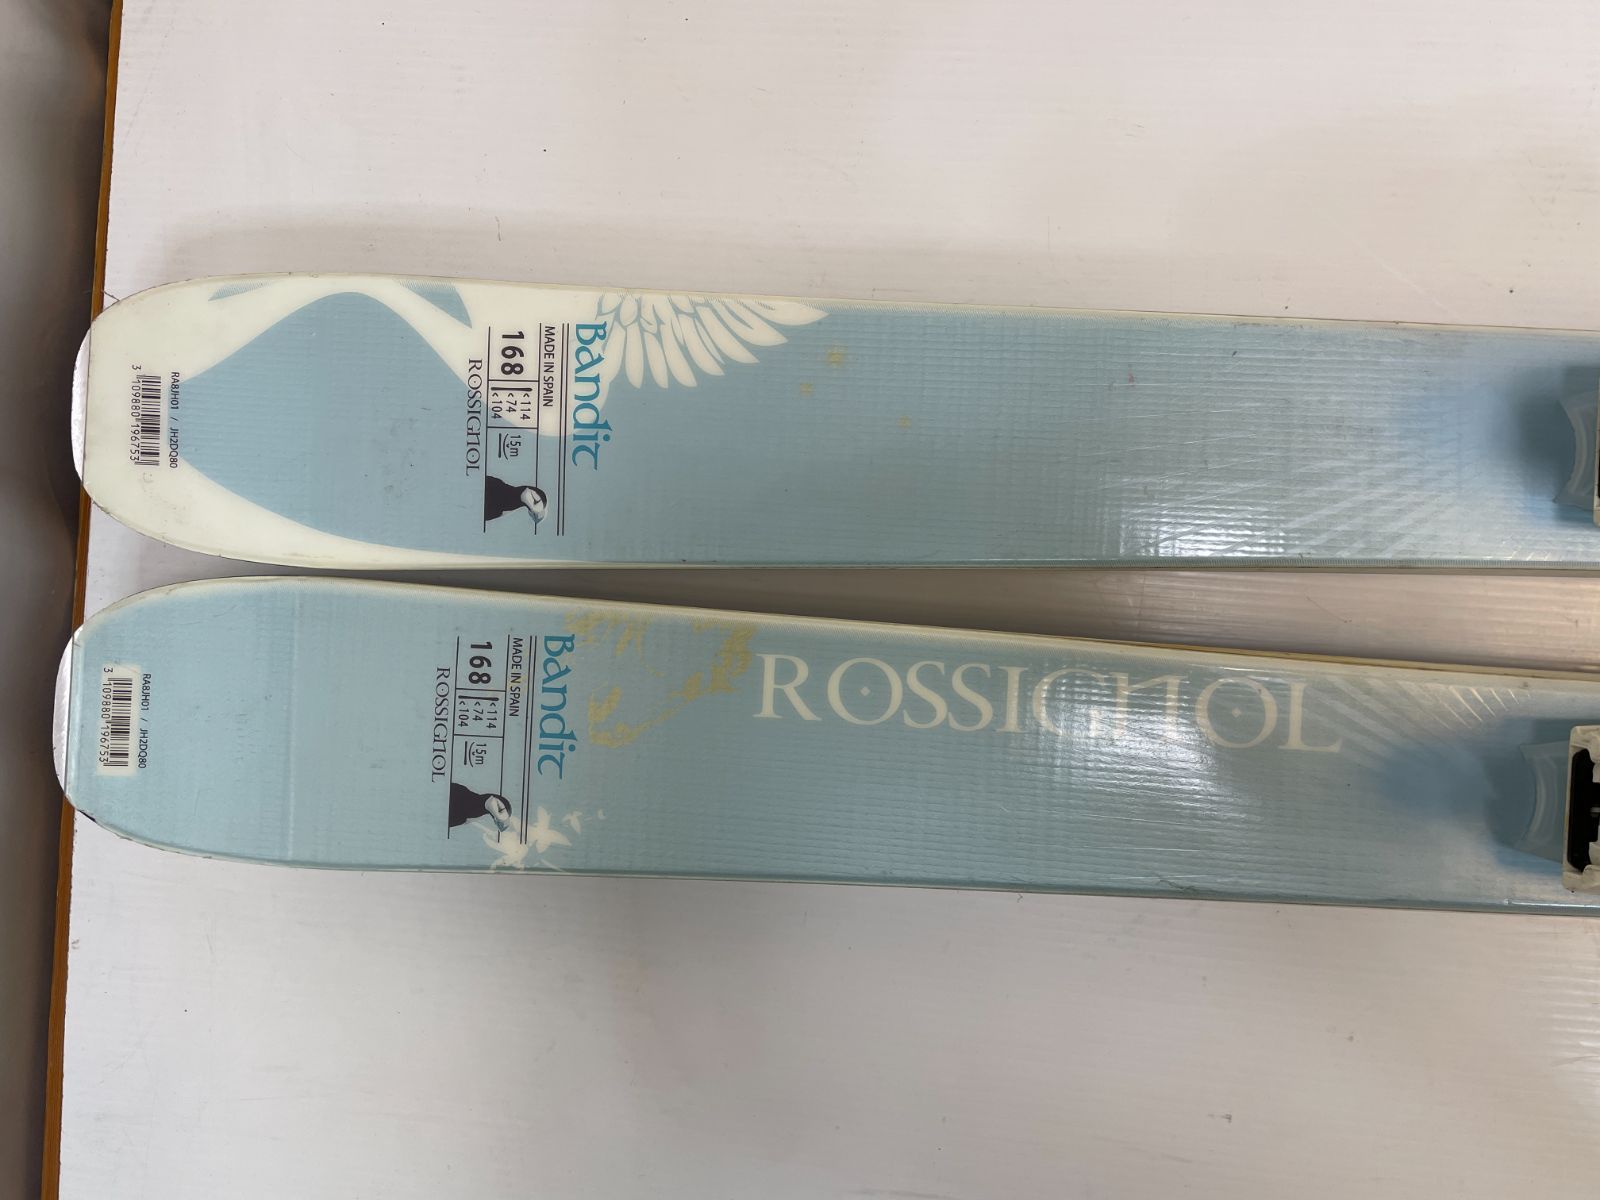 Bandit
MADE IN SPAIN
168
<114
<74
<104
15m
ROSSIGNOL
RA8JH01 / JH2DQ80
3 109880 196753
Bandit
MADE IN SPAIN
168
<114
<74
<104
15m
ROSSIGNOL
RA8JH01 / JH2DQ80
3 109880 196753
ROSSIGNOL